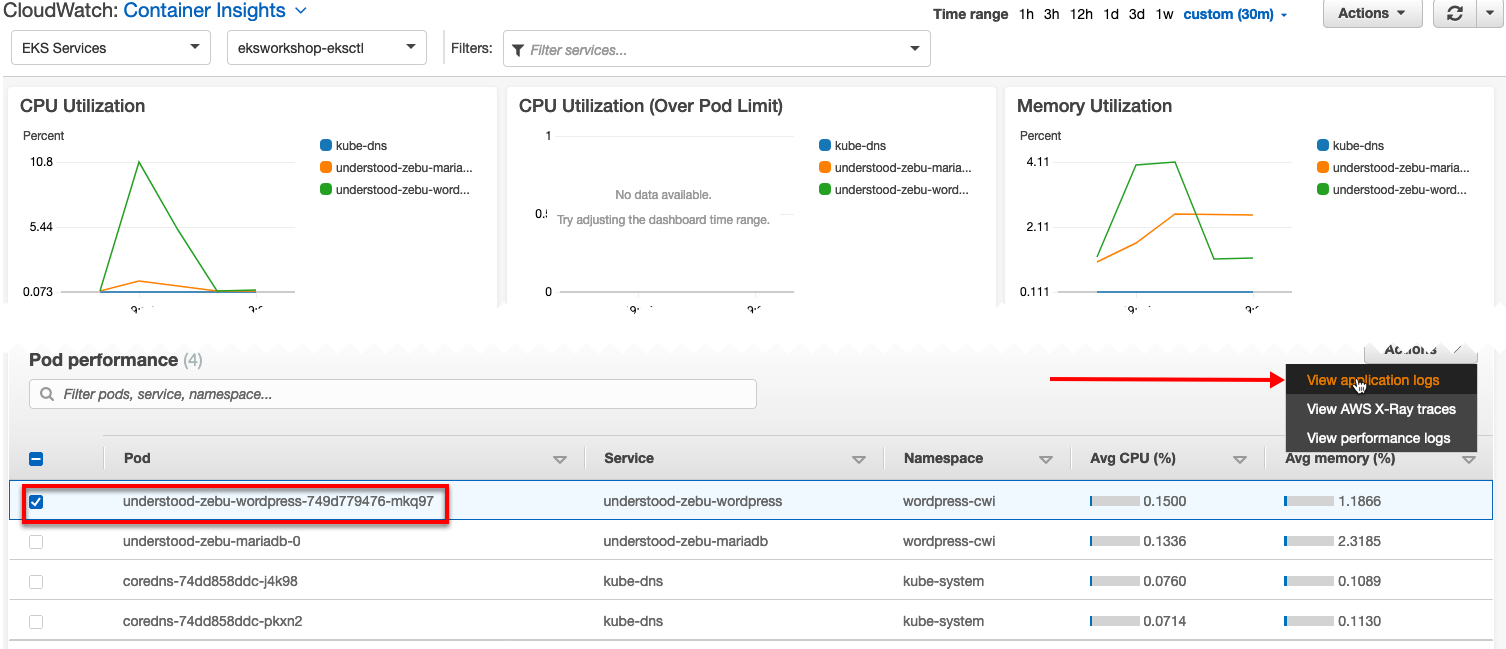 CloudWatch: Container Insights
Time range 1h 3h 12h 1d 3d 1w custom (30m)
Actions
EKS Services
eksworkshop-eksctl
Filters:
Filter services...
CPU Utilization
Percent
10.8
5.44
0.073
kube-dns
understood-zebu-maria...
understood-zebu-word...
CPU Utilization (Over Pod Limit)
1
0
No data available.
Try adjusting the dashboard time range.
kube-dns
understood-zebu-maria...
understood-zebu-word...
Memory Utilization
Percent
4.11
2.11
0.111
kube-dns
understood-zebu-maria...
understood-zebu-word...
Pod performance (4)
Actions
Filter pods, service, namespace...
View application logs
View AWS X-Ray traces
View performance logs
Pod Service Namespace Avg CPU (%) Avg memory (%)
understood-zebu-wordpress-749d779476-mkq97 understood-zebu-wordpress wordpress-cwi 0.1500 1.1866
understood-zebu-mariadb-0 understood-zebu-mariadb wordpress-cwi 0.1336 2.3185
coredns-74dd858ddc-j4k98 kube-dns kube-system 0.0760 0.1089
coredns-74dd858ddc-pkxn2 kube-dns kube-system 0.0714 0.1130